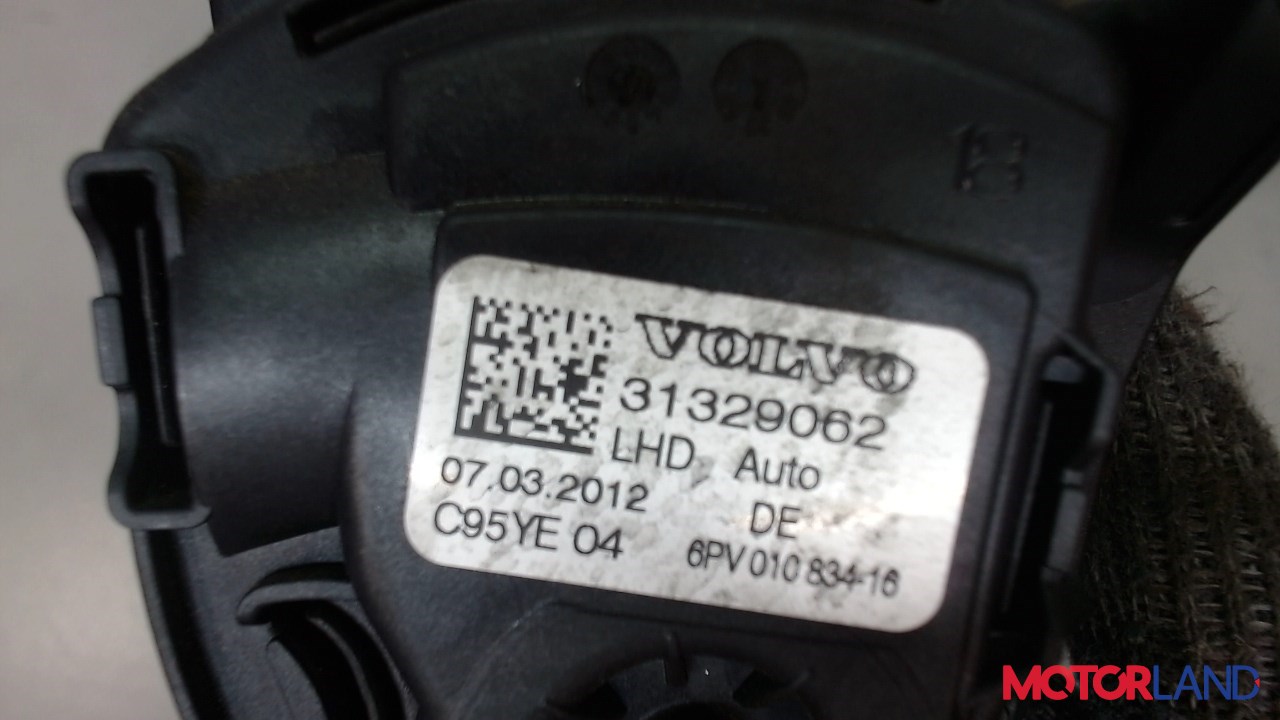 VOLVO
31329062
LHD Auto
07.03.2012 DE
C95YE 04 6PV 010 834-16
MOTORLAND